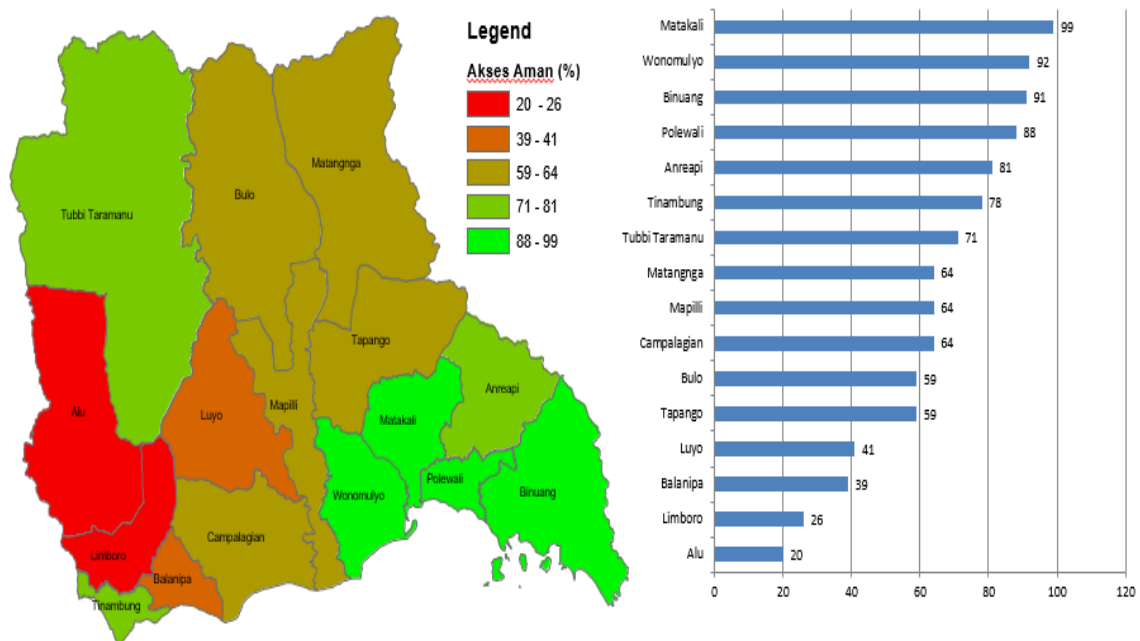 Legend
Akses Aman (%)
20 - 26
39 - 41
59 - 64
71 - 81
88 - 99
Matangnga
Bulo
Tubbi Taramanu
Tapango
Anreapi
Alu
Luyo
Mapilli
Matakali
Wonomulyo
Polewali
Binuang
Campalagian
Limboro
Balanipa
Tinambung
Matakali 99
Wonomulyo 92
Binuang 91
Polewali 88
Anreapi 81
Tinambung 78
Tubbi Taramanu 71
Matangnga 64
Mapilli 64
Campalagian 64
Bulo 59
Tapango 59
Luyo 41
Balanipa 39
Limboro 26
Alu 20
0 20 40 60 80 100 120